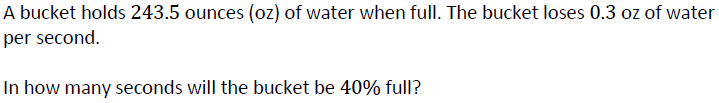 A bucket holds 243.5 ounces (oz) of water when full. The bucket loses 0.3 oz of water
per second.
In how many seconds will the bucket be 40% full?